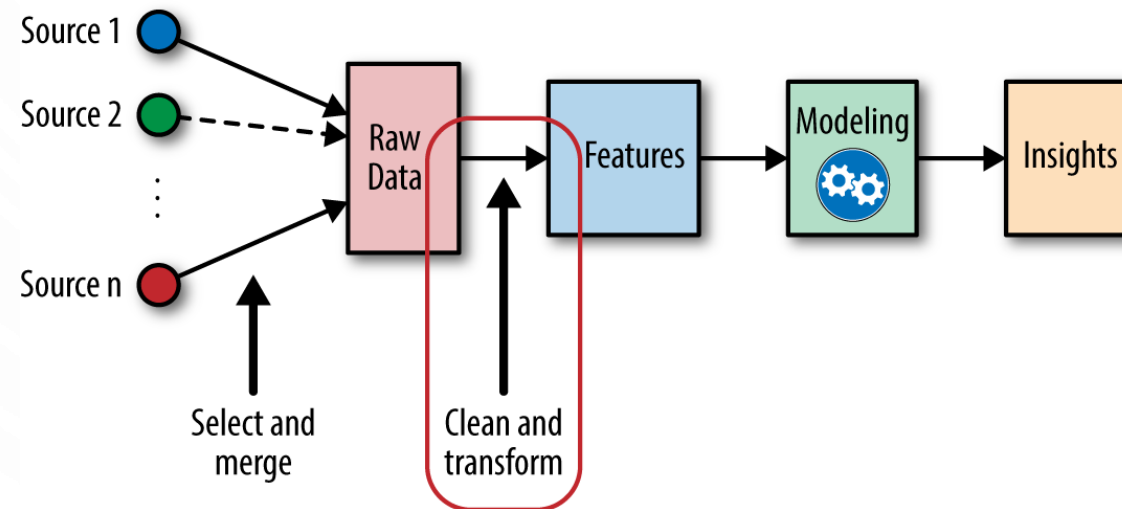 Source 1
Source 2
Source n
Select and
merge
Raw
Data
Clean and
transform
Features
Modeling
Insights